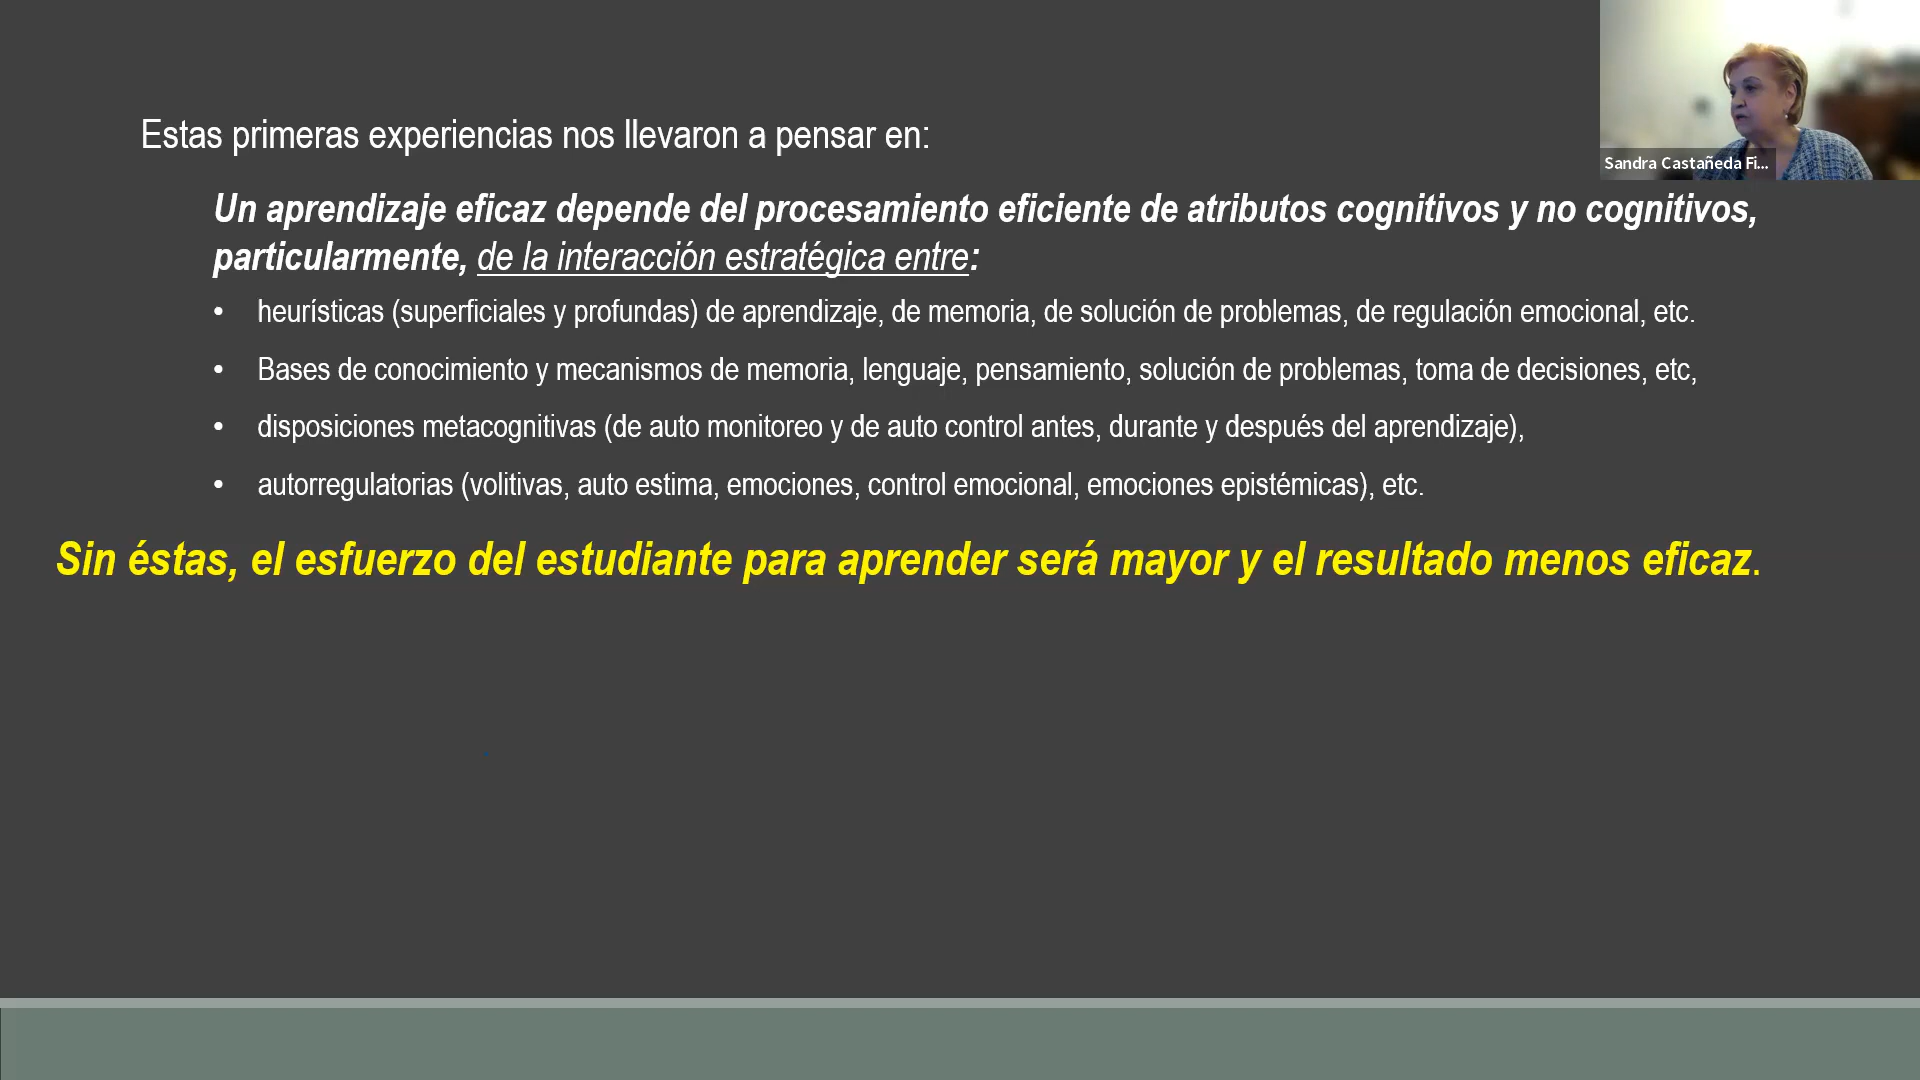 Estas primeras experiencias nos llevaron a pensar en:
Sandra Castañeda Fi...
Un aprendizaje eficaz depende del procesamiento eficiente de atributos cognitivos y no cognitivos,
particularmente, de la interacción estratégica entre:
• heurísticas (superficiales y profundas) de aprendizaje, de memoria, de solución de problemas, de regulación emocional, etc.
• Bases de conocimiento y mecanismos de memoria, lenguaje, pensamiento, solución de problemas, toma de decisiones, etc,
• disposiciones metacognitivas (de auto monitoreo y de auto control antes, durante y después del aprendizaje),
• autorregulatorias (volitivas, auto estima, emociones, control emocional, emociones epistémicas), etc.
Sin éstas, el esfuerzo del estudiante para aprender será mayor y el resultado menos eficaz.